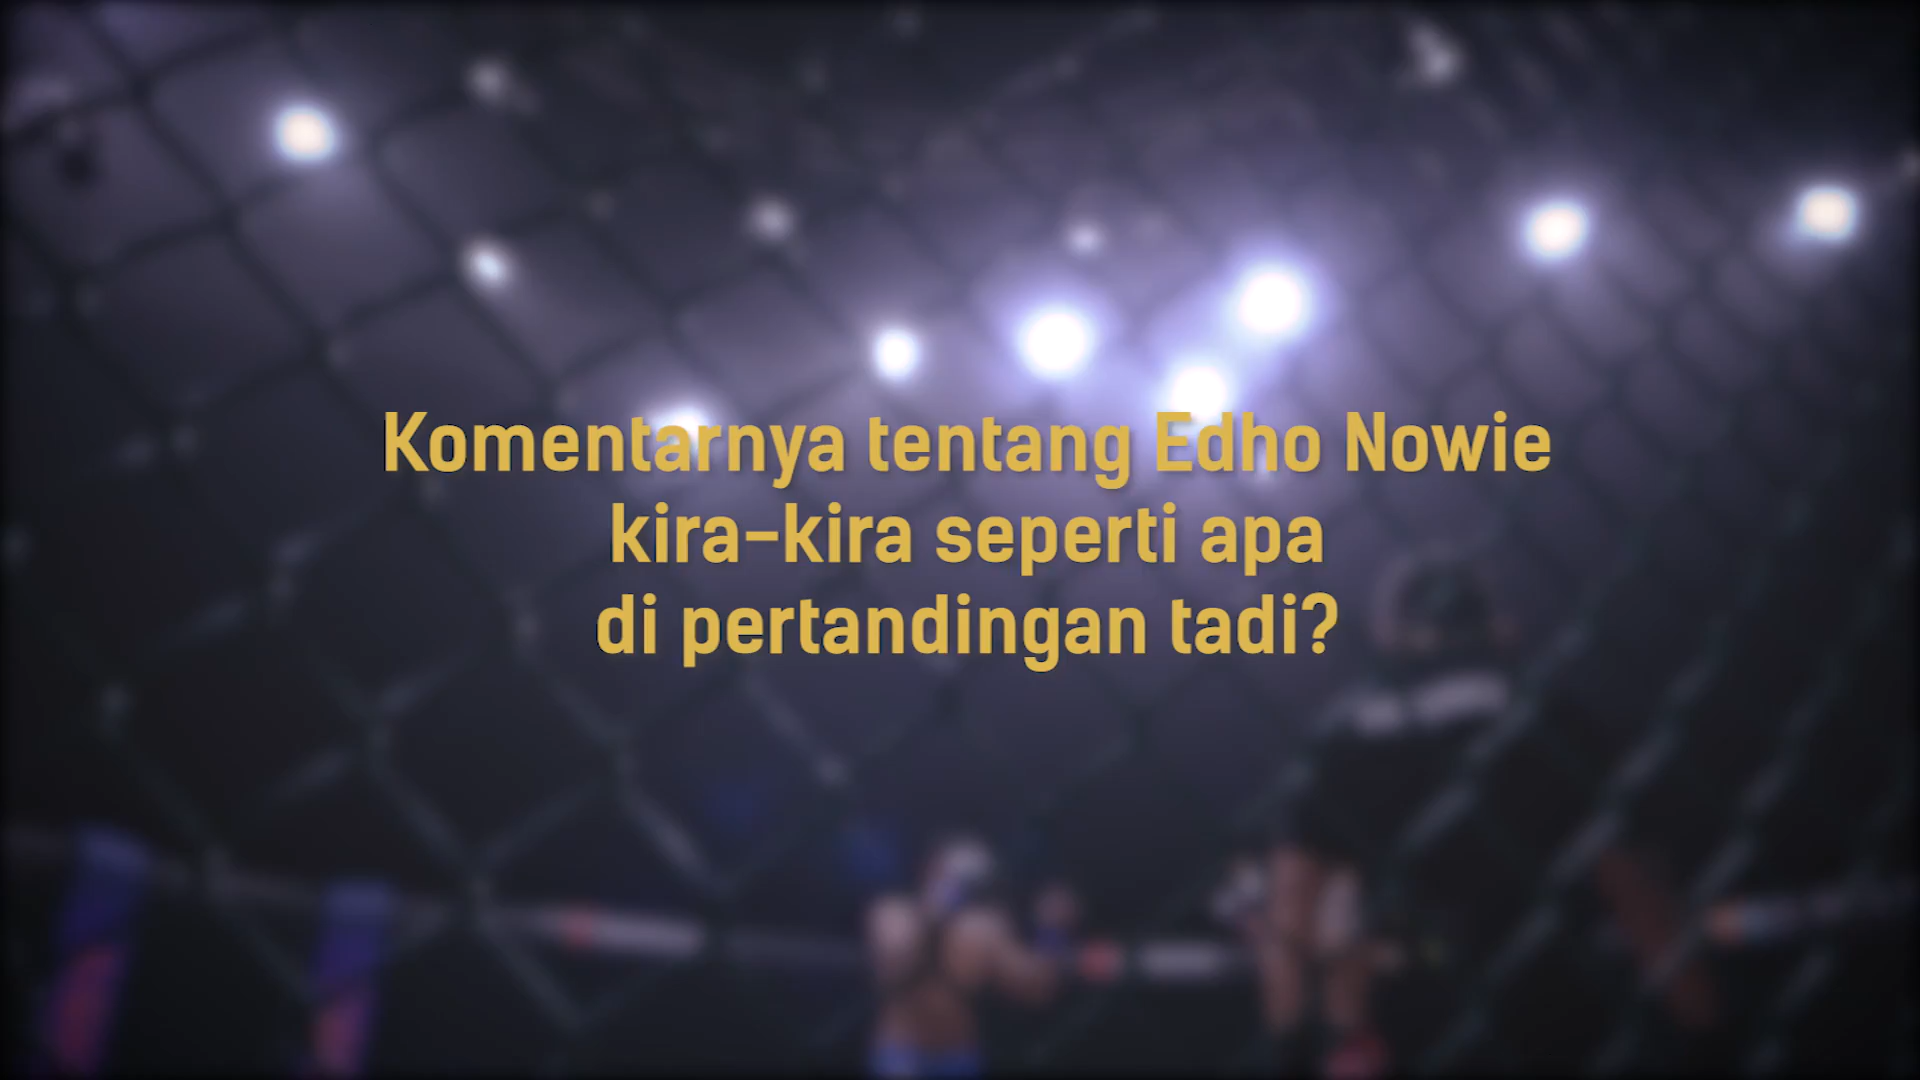 Komentarnya tentang Edho Nowie
kira-kira seperti apa
di pertandingan tadi?